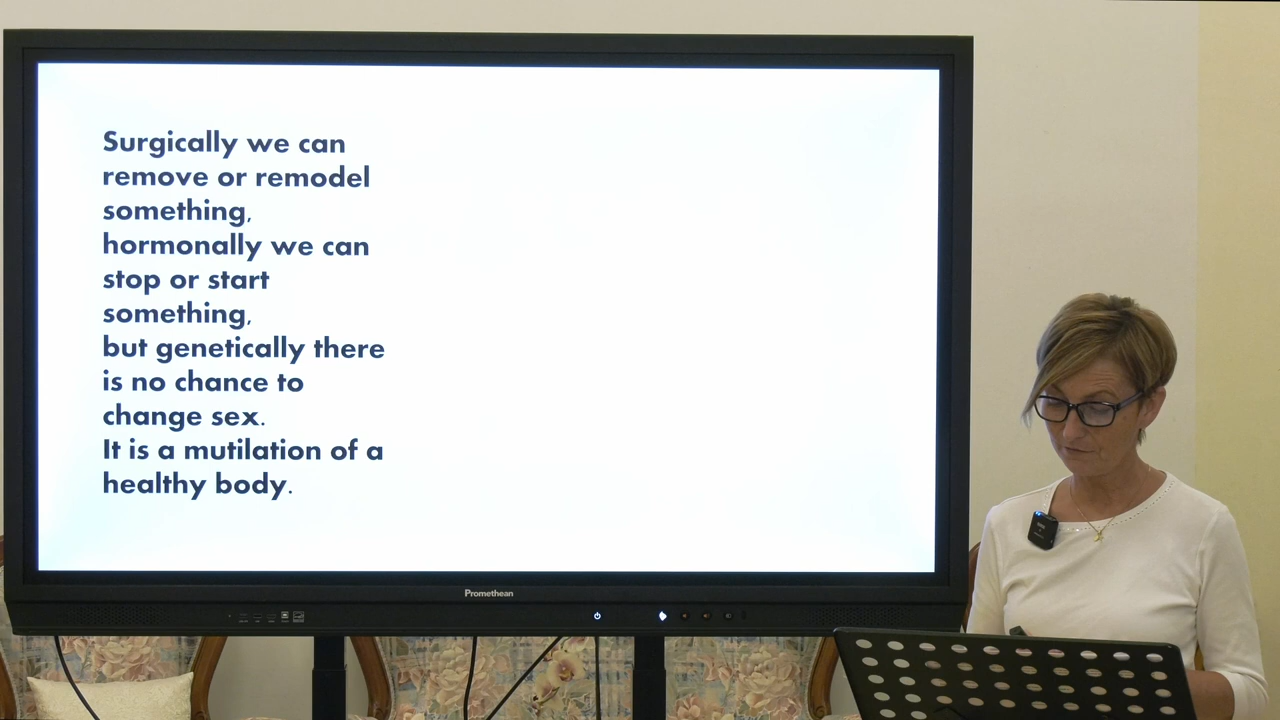 Surgically we can
remove or remodel
something,
hormonally we can
stop or start
something,
but genetically there
is no chance to
change sex.
It is a mutilation of a
healthy body.
Promethean